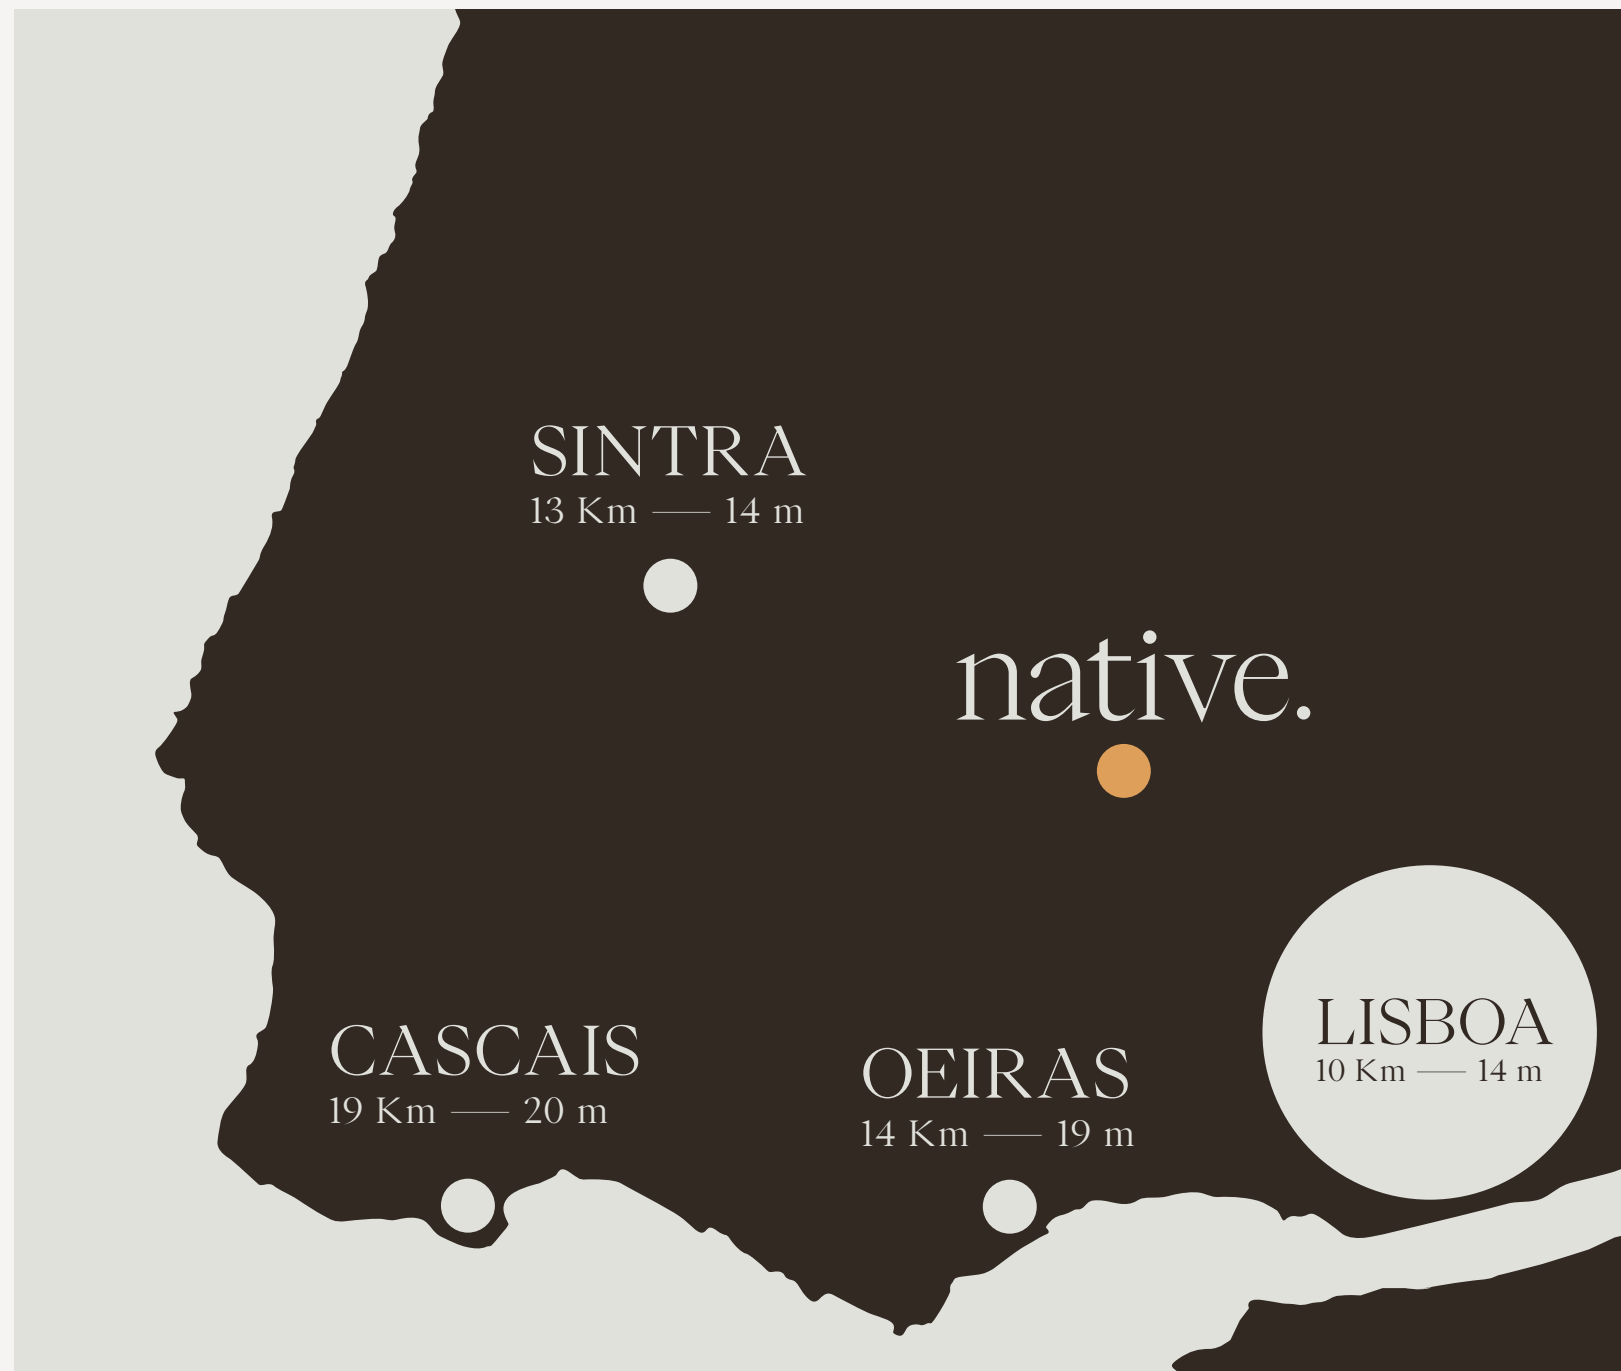 SINTRA
13 Km — 14 m
native.
CASCAIS
19 Km — 20 m
OEIRAS
14 Km — 19 m
LISBOA
10 Km — 14 m